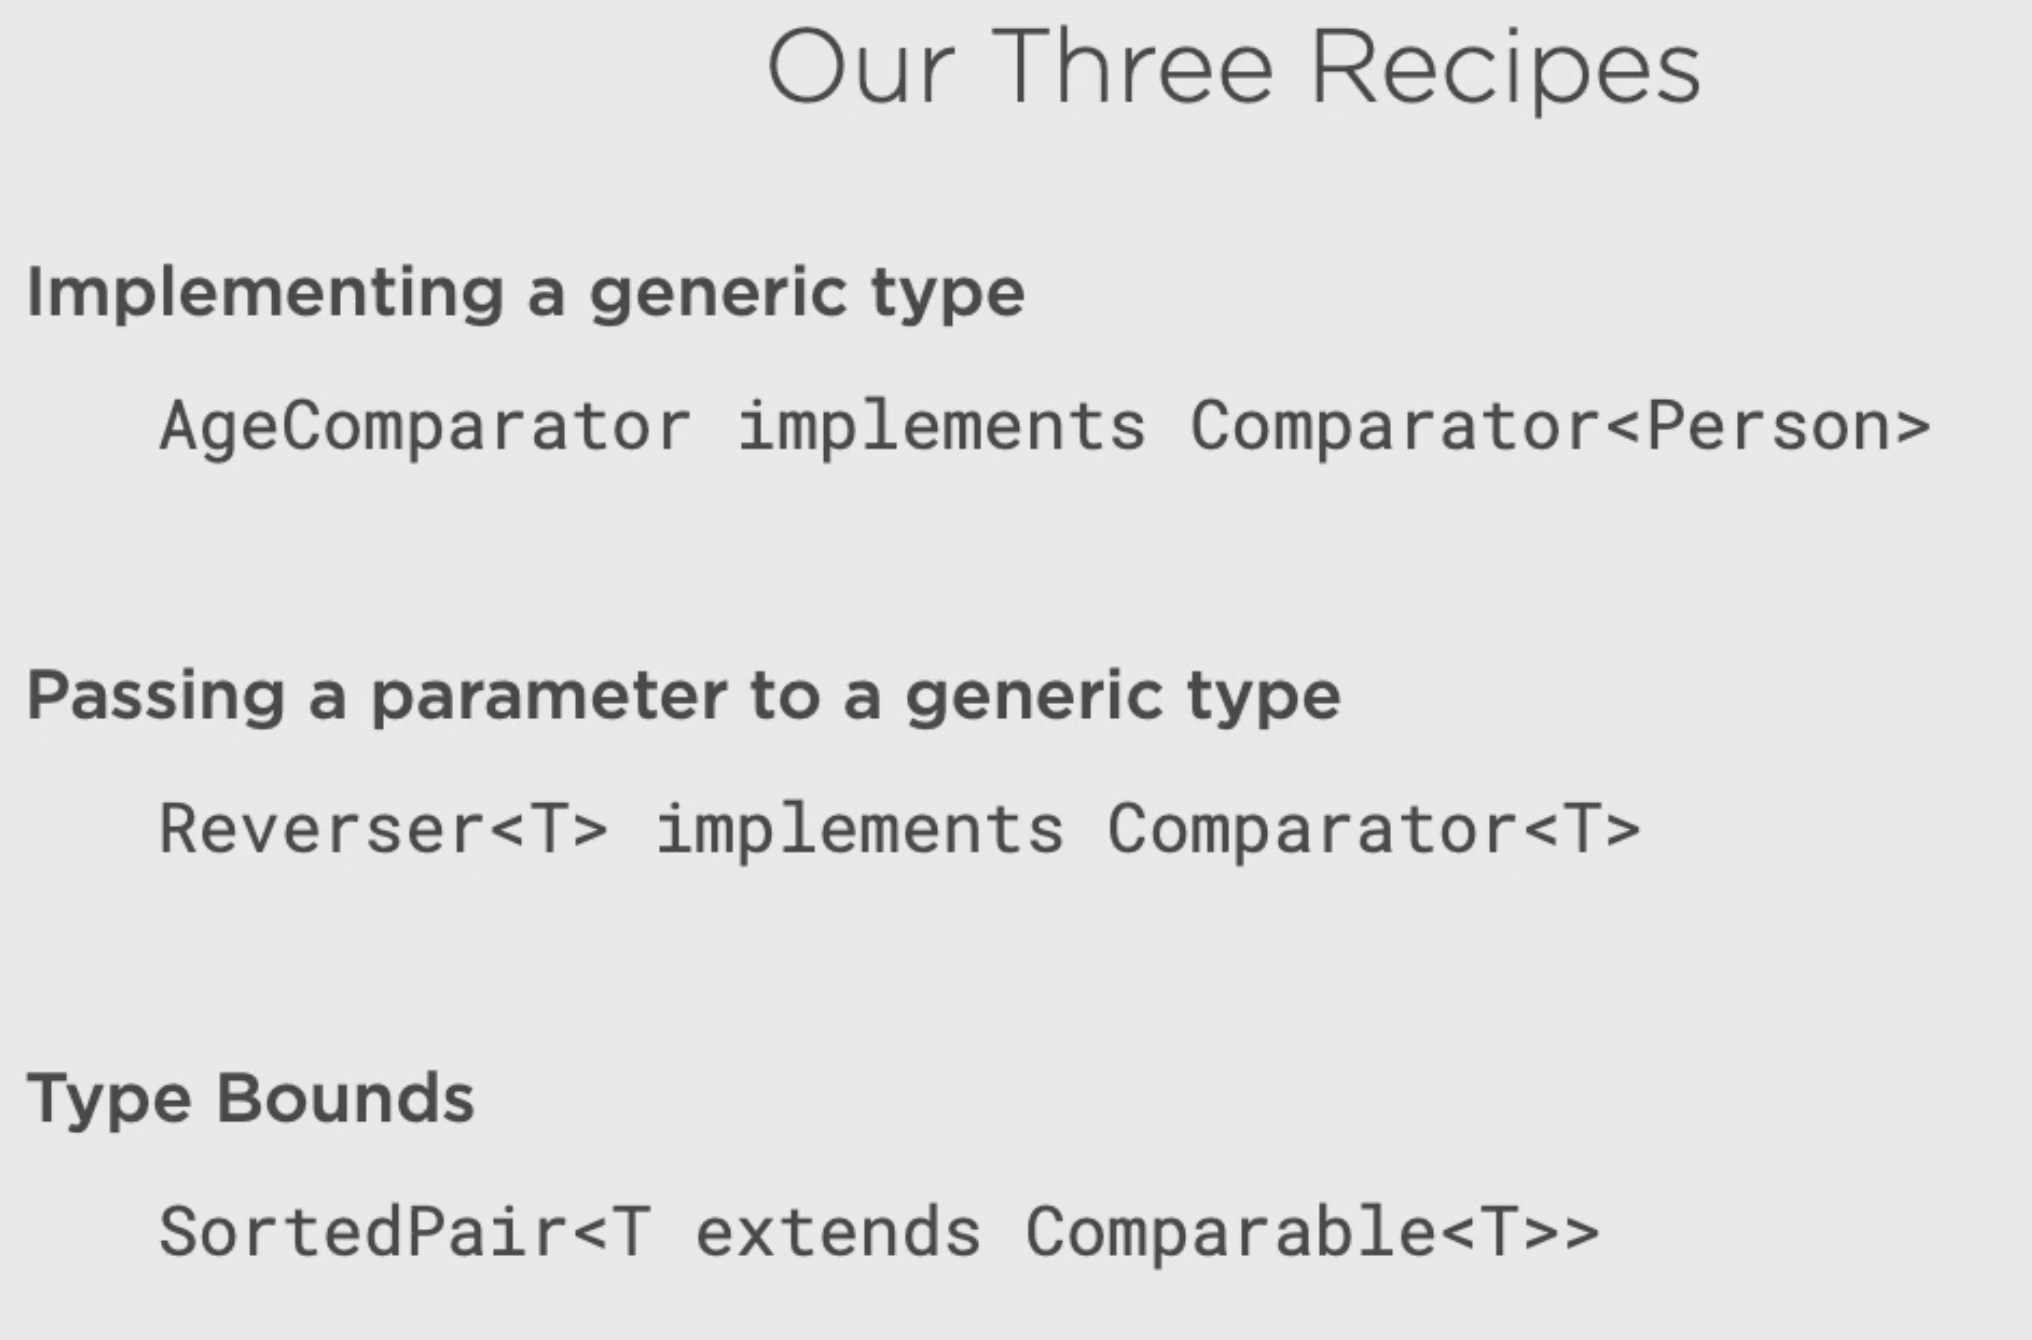 Our Three Recipes
Implementing a generic type
AgeComparator implements Comparator<Person>
Passing a parameter to a generic type
Reverser<T> implements Comparator<T>
Type Bounds
SortedPair<T extends Comparable<T>>